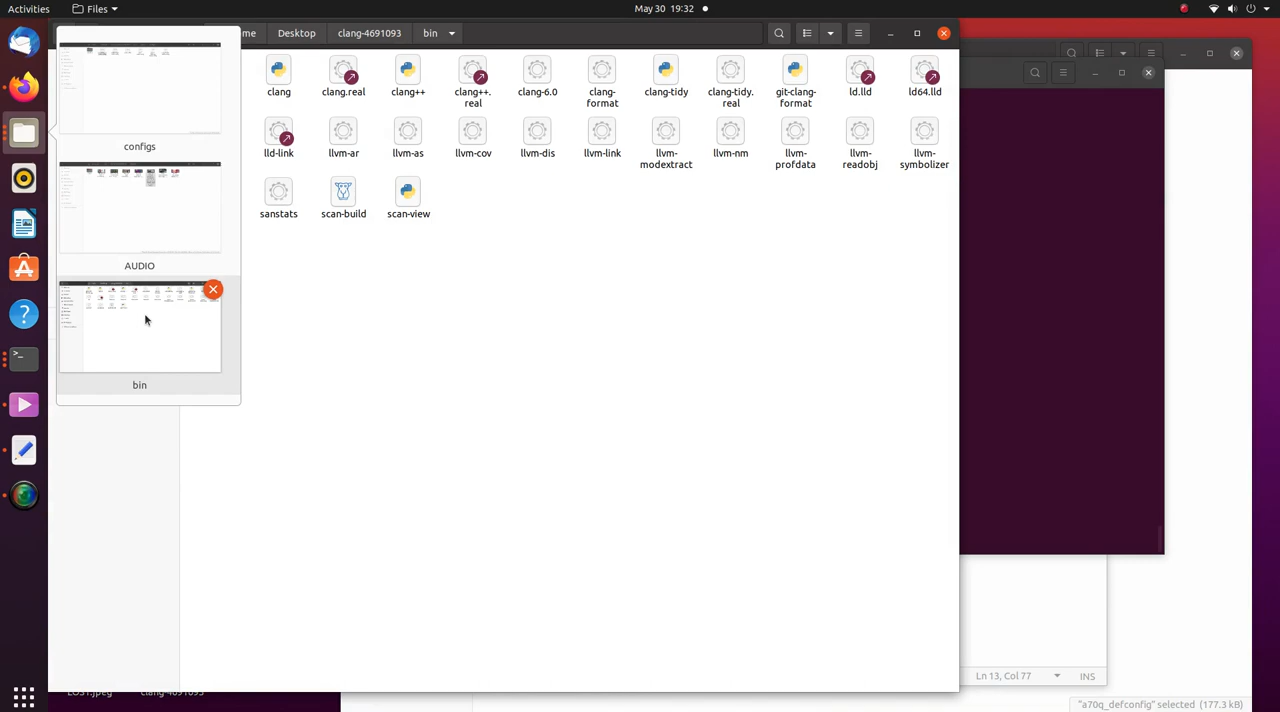 Activities
Files
May 30 19:32
me
Desktop
clang-4691093
bin
clang
clang.real
clang++
clang++.
real
clang-6.0
clang-
format
clang-tidy
clang-tidy.
real
git-clang-
format
ld.lld
ld64.lld
lld-link
llvm-ar
llvm-as
llvm-cov
llvm-dis
llvm-link
llvm-
modextract
llvm-nm
llvm-
profdata
llvm-
readobj
llvm-
symbolizer
sanstats
scan-build
scan-view
configs
AUDIO
bin
clang-4691093
Ln 13, Col 77
INS
"a70q_defconfig" selected (177.3 kB)